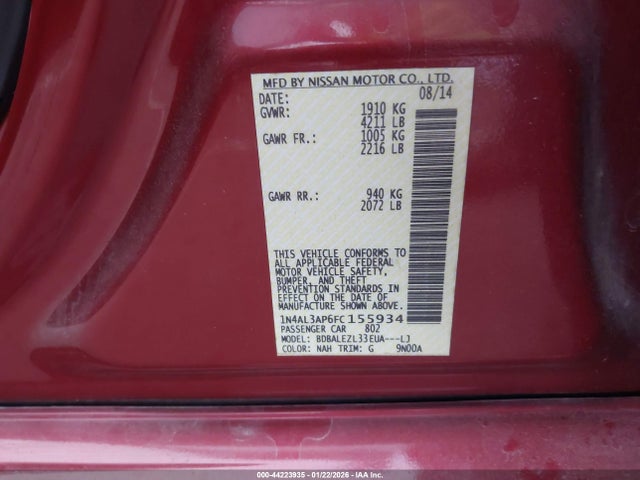 MFD BY NISSAN MOTOR CO., LTD.
DATE: 08/14
GVWR: 1910 KG
4211 LB
GAWR FR.: 1005 KG
2216 LB
GAWR RR.: 940 KG
2072 LB
THIS VEHICLE CONFORMS TO
ALL APPLICABLE FEDERAL
MOTOR VEHICLE SAFETY,
BUMPER, AND THEFT
PREVENTION STANDARDS IN
EFFECT ON THE DATE OF
MANUFACTURE SHOWN ABOVE.
1N4AL3AP6FC155934
PASSENGER CAR 802
MODEL: BDBALEZL33EUA---LJ
COLOR: NAH TRIM: G 9N00A
000-44223935 - 01/22/2026 - IAA Inc.